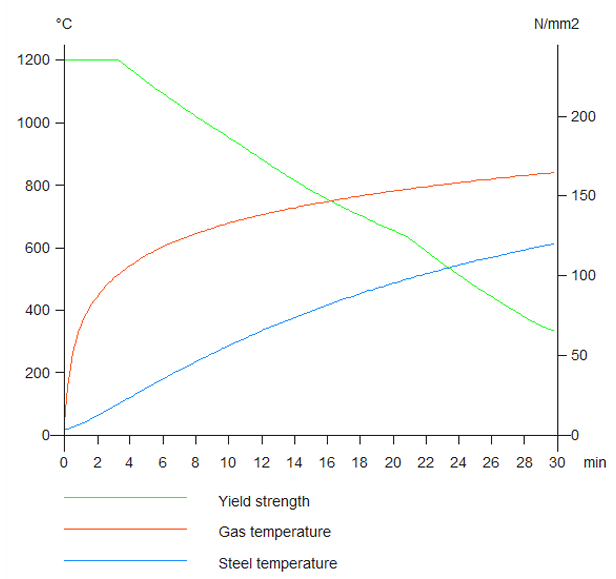 °C N/mm2
1200
1000 200
800 150
600
400 100
200 50
0 0
0 2 4 6 8 10 12 14 16 18 20 22 24 26 28 30 min
Yield strength
Gas temperature
Steel temperature